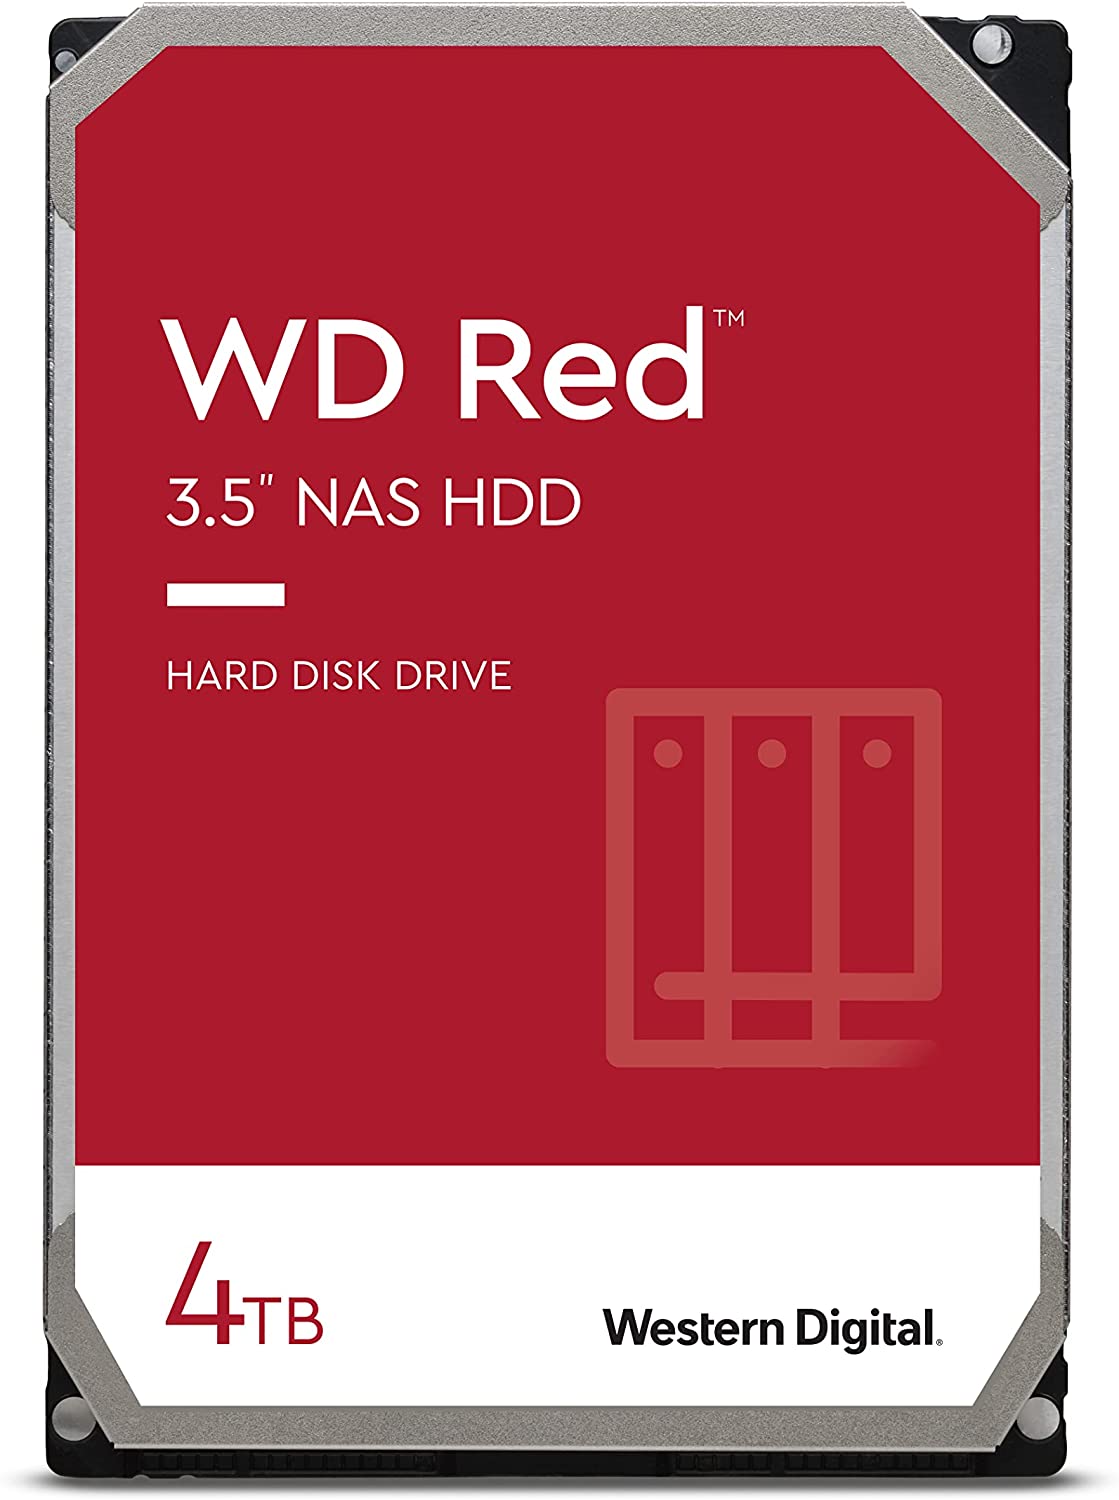 WD Red™
3.5" NAS HDD
HARD DISK DRIVE
4TB
Western Digital®